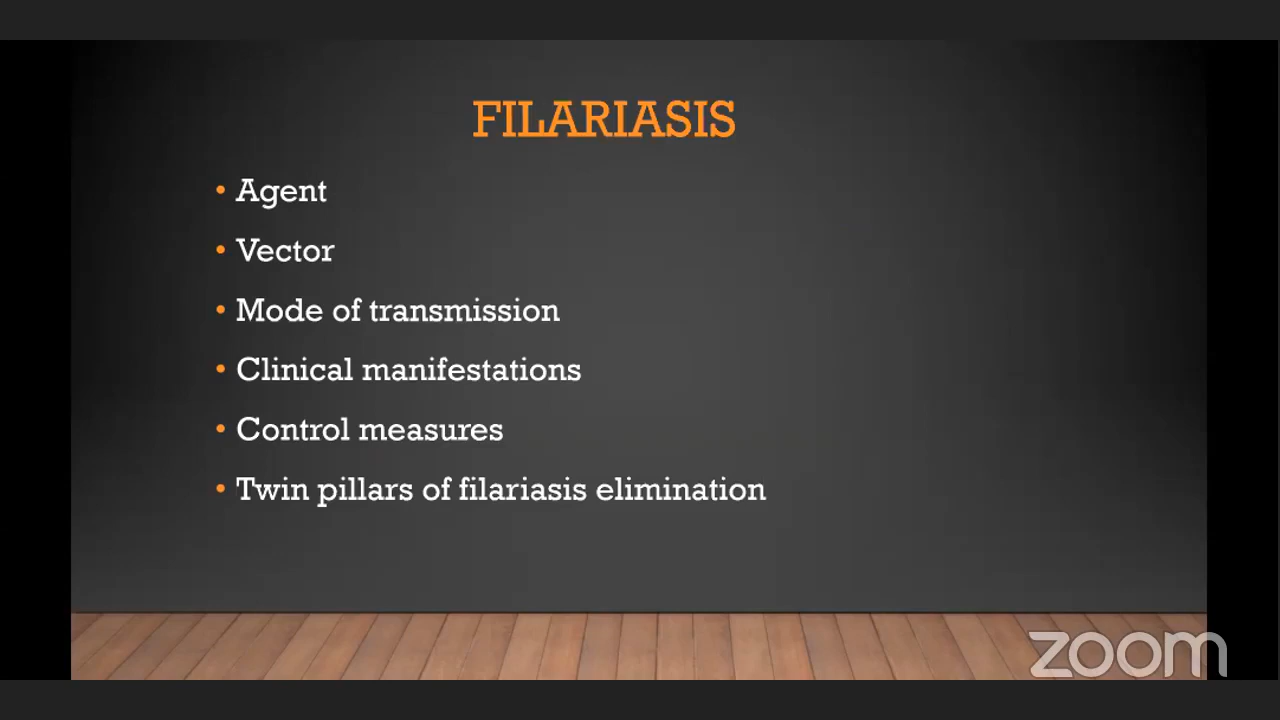 FILARIASIS
• Agent
• Vector
• Mode of transmission
• Clinical manifestations
• Control measures
• Twin pillars of filariasis elimination
zoom